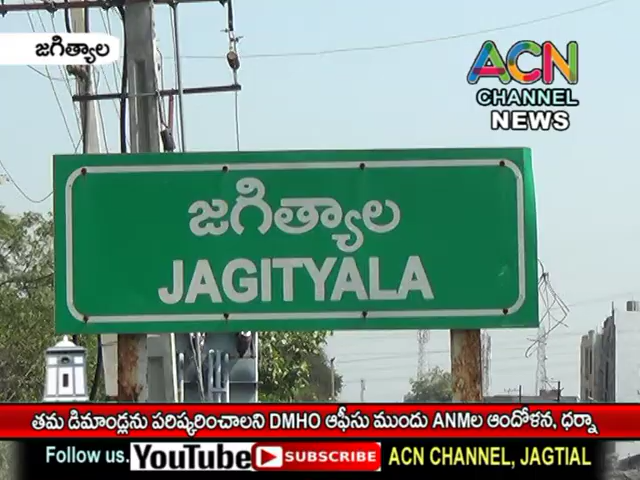 జగిత్యాల
ACN
CHANNEL
NEWS
జగిత్యాల
JAGITYALA
తమ డిమాండ్లను పరిష్కరించాలని DMHO ఆఫీసు ముందు ANMల ఆందోళన, ధర్నా
Follow us. YouTube SUBSCRIBE ACN CHANNEL, JAGTIAL